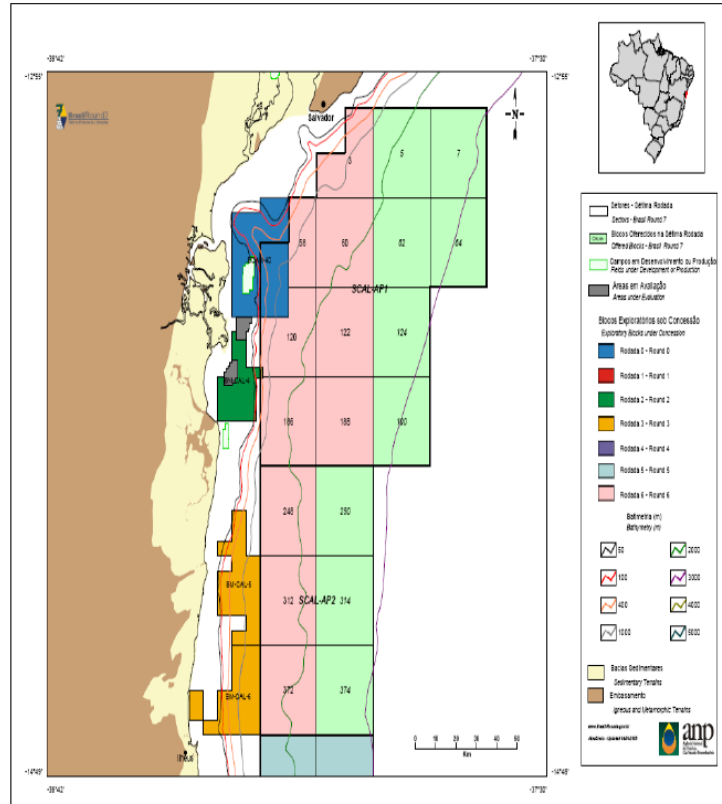 -38°42'
-37°30'
-12°55'
-12°55'
Salvador
-N-
3
5
7
58
60
62
64
SCAL-AP1
120
122
124
186
188
190
248
250
BM-CAL-5
312
SCAL-AP2
314
BM-CAL-6
372
374
Ilheus
0 10 20 30 40 50
Km
-14°49'
-14°49'
-38°42'
-37°30'
Setores - Sétima Rodada
Sectors - Brasil Round 7
Blocos Oferecidos na Sétima Rodada
Offered Blocks - Brasil Round 7
Campos em Desenvolvimento ou Produção
Fields under Development or Production
Áreas em Avaliação
Areas under Evaluation
Blocos Exploratórios sob Concessão
Exploratory Blocks under Concession
Rodada 0 - Round 0
Rodada 1 - Round 1
Rodada 2 - Round 2
Rodada 3 - Round 3
Rodada 4 - Round 4
Rodada 5 - Round 5
Rodada 6 - Round 6
Batimetria (m)
Bathymetry (m)
50
2000
100
3000
400
4000
1000
5000
Bacias Sedimentares
Sedimentary Terrains
Embasamento
Igneous and Metamorphic Terrains
anp